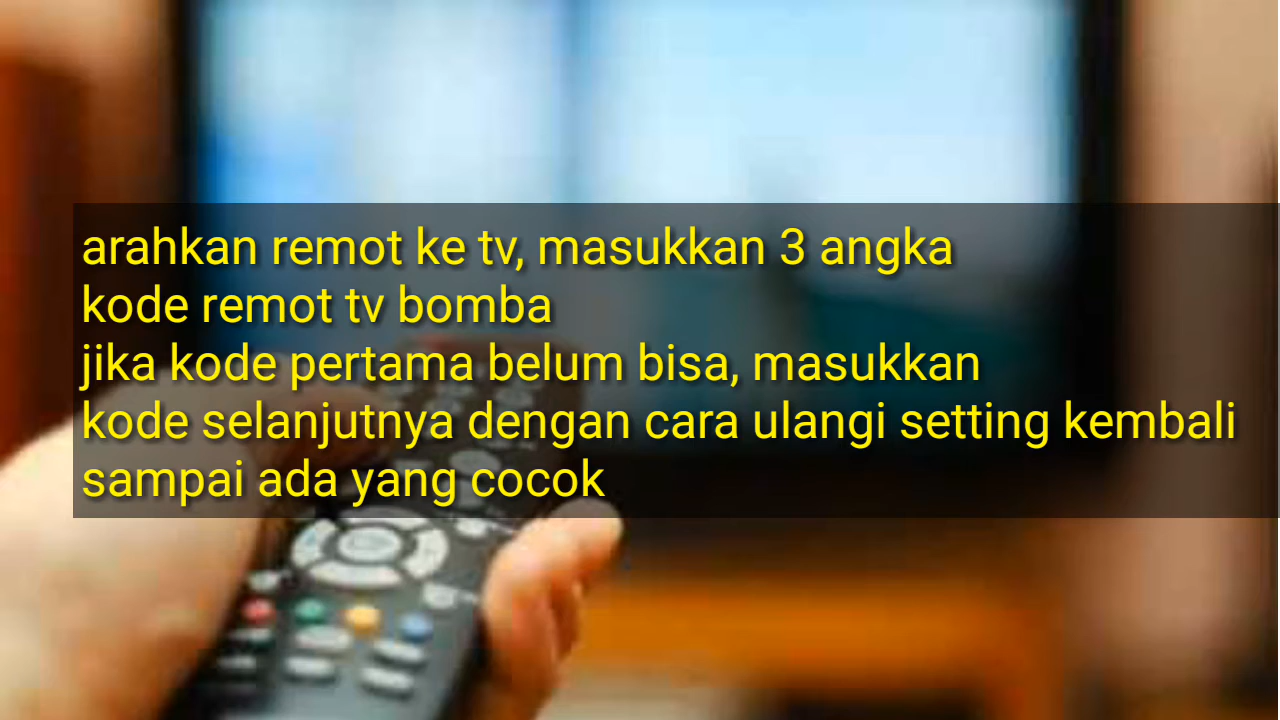 arahkan remot ke tv, masukkan 3 angka
kode remot tv bomba
jika kode pertama belum bisa, masukkan
kode selanjutnya dengan cara ulangi setting kembali
sampai ada yang cocok